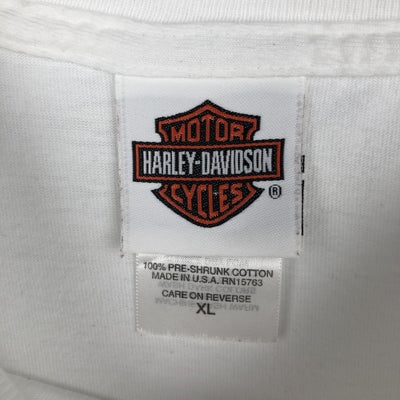 MOTOR
HARLEY-DAVIDSON
CYCLES ®
100% PRE-SHRUNK COTTON
MADE IN U.S.A. RN15763
CARE ON REVERSE
XL